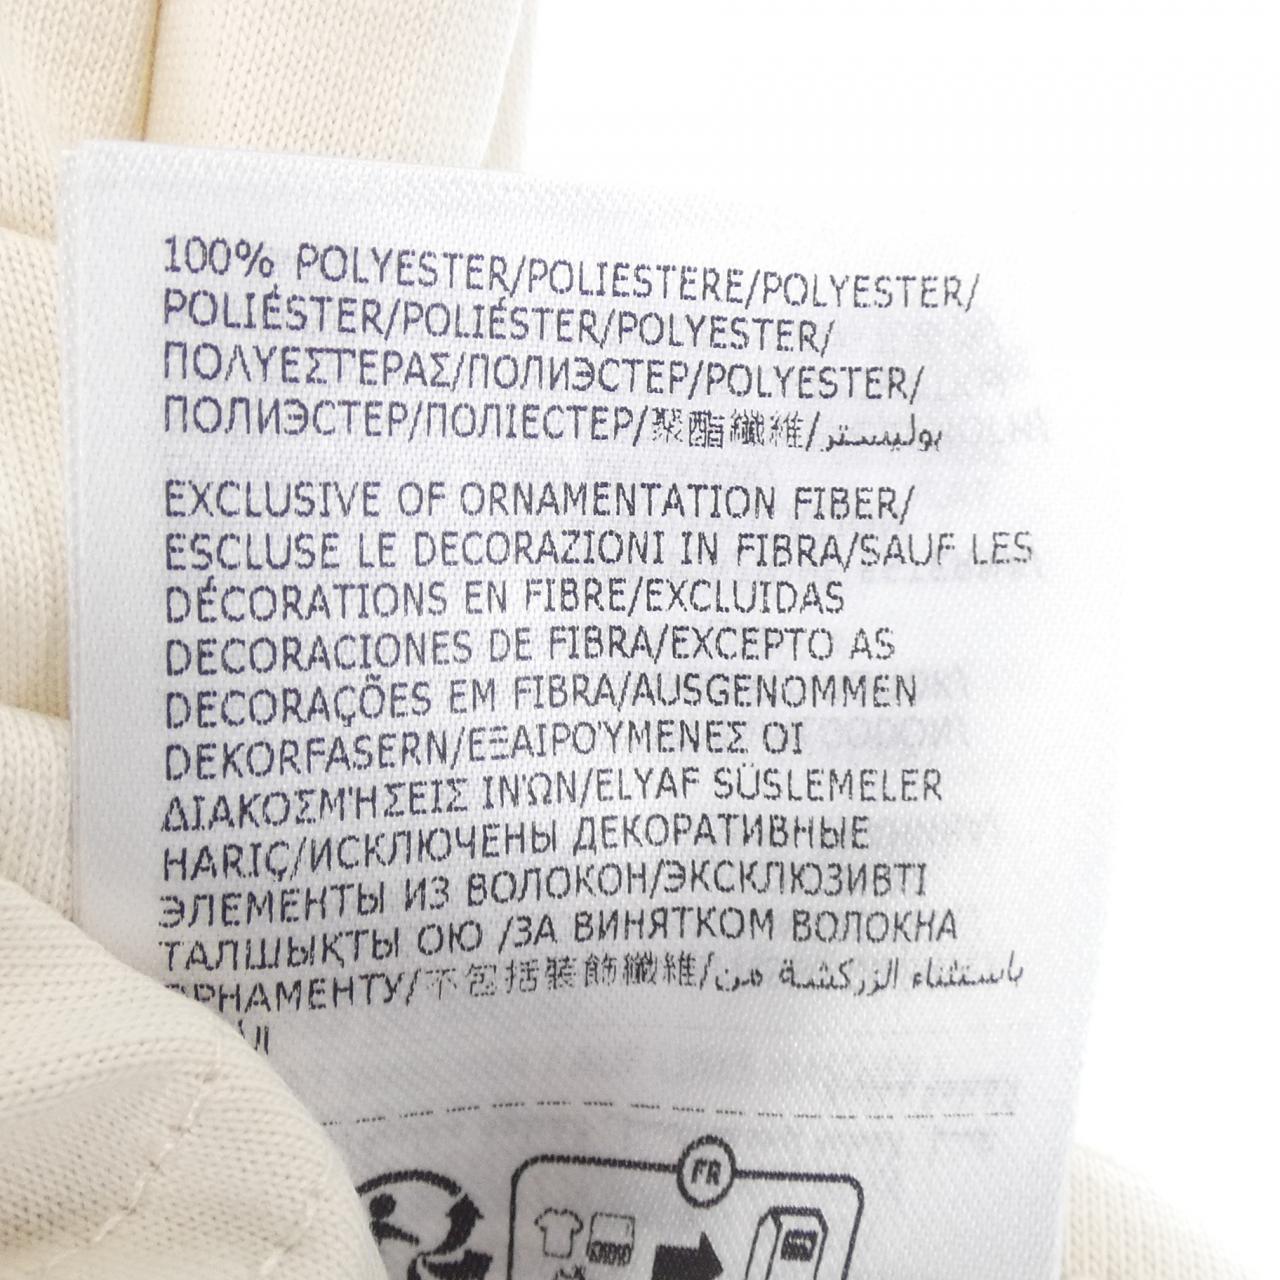 100% POLYESTER/POLIESTERE/POLYESTER/
POLIÉSTER/POLIÉSTER/POLYESTER/
ΠΟΛΥΕΣΤΕΡΑΣ/ПОЛИЭСТЕР/POLYESTER/
ПОЛИЭСТЕР/ПОЛІЕСТЕР/聚酯纖維/بوليستر
EXCLUSIVE OF ORNAMENTATION FIBER/
ESCLUSE LE DECORAZIONI IN FIBRA/SAUF LES
DÉCORATIONS EN FIBRE/EXCLUIDAS
DECORACIONES DE FIBRA/EXCEPTO AS
DECORAÇÕES EM FIBRA/AUSGENOMMEN
DEKORFASERN/ΕΞΑΙΡΟΎΜΕΝΕΣ ΟΙ
ΔΙΑΚΟΣΜΉΣΕΙΣ ΙΝΏΝ/ELYAF SÜSLEMELER
HARIÇ/ИСКЛЮЧЕНЫ ДЕКОРАТИВНЫЕ
ЭЛЕМЕНТЫ ИЗ ВОЛОКОН/ЭКСКЛЮЗИВТІ
ТАЛШЫҚТЫ ОЮ /ЗА ВИНЯТКОМ ВОЛОКНА
ОРНАМЕНТУ/不包括裝飾纖維/باستثناء الزركشة من
FR